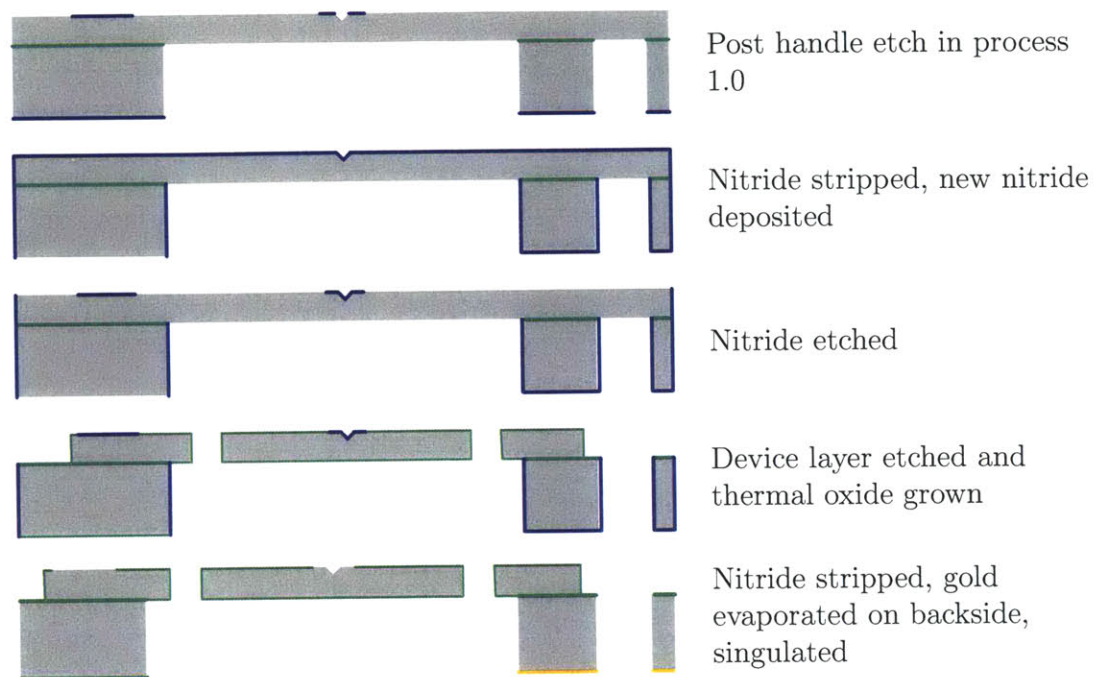 Post handle etch in process
1.0
Nitride stripped, new nitride
deposited
Nitride etched
Device layer etched and
thermal oxide grown
Nitride stripped, gold
evaporated on backside,
singulated